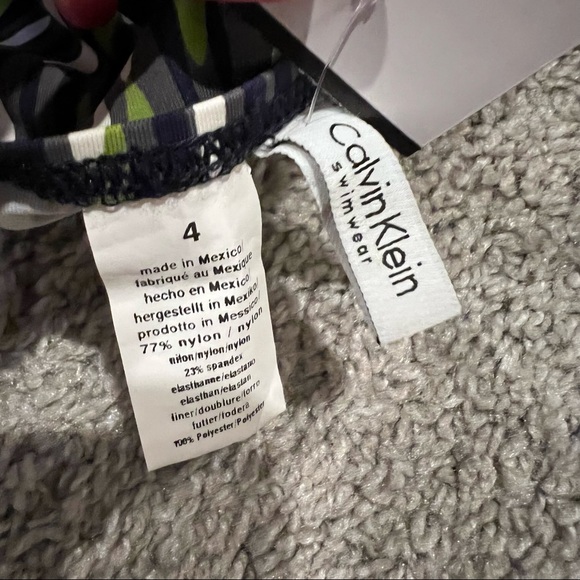 Calvin Klein
swimwear
4
made in Mexico/
fabriqué au Mexique
hecho en Mexico/
hergestellt in Mexiko/
prodotto in Messico/
77% nylon / nylon
nilon/nylon/nylon
23% spandex
elasthanne/elastano
elasthan/elastan
liner/doublure/forro
futter/fodera
100% Polyester/Polyester